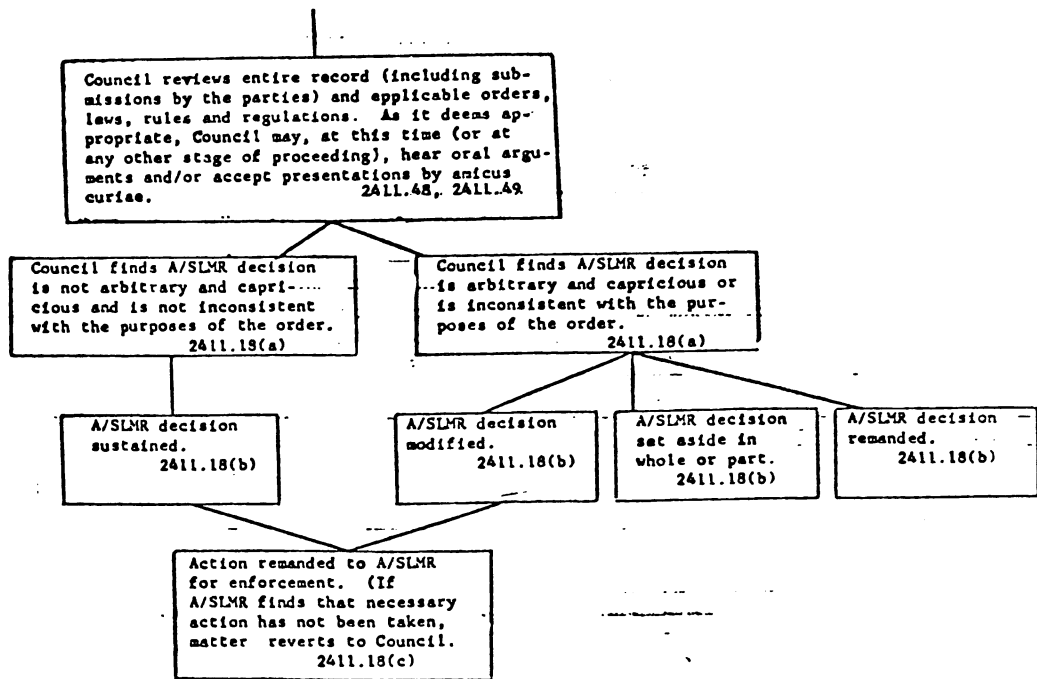 Council reviews entire record (including sub-
missions by the parties) and applicable orders,
laws, rules and regulations. As it deems ap-
propriate, Council may, at this time (or at
any other stage of proceeding), hear oral argu-
ments and/or accept presentations by amicus
curiae. 2411.48, 2411.49
Council finds A/SLMR decision
is not arbitrary and capri-
cious and is not inconsistent
with the purposes of the order.
2411.18(a)
Council finds A/SLMR decision
is arbitrary and capricious or
is inconsistent with the pur-
poses of the order.
2411.18(a)
A/SLMR decision
sustained.
2411.18(b)
A/SLMR decision
modified.
2411.18(b)
A/SLMR decision
set aside in
whole or part.
2411.18(b)
A/SLMR decision
remanded.
2411.18(b)
Action remanded to A/SLMR
for enforcement. (If
A/SLMR finds that necessary
action has not been taken,
matter reverts to Council.
2411.18(c)